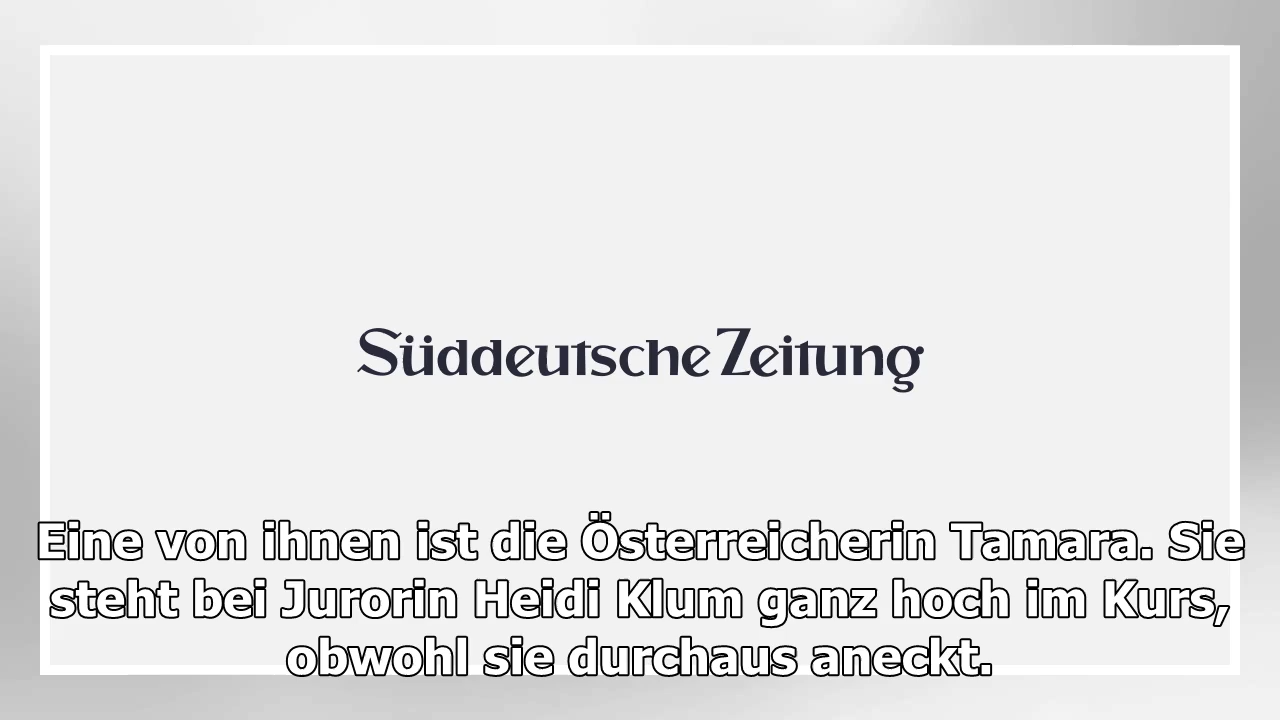 Süddeutsche Zeitung
Eine von ihnen ist die Österreicherin Tamara. Sie
steht bei Jurorin Heidi Klum ganz hoch im Kurs,
obwohl sie durchaus aneckt.